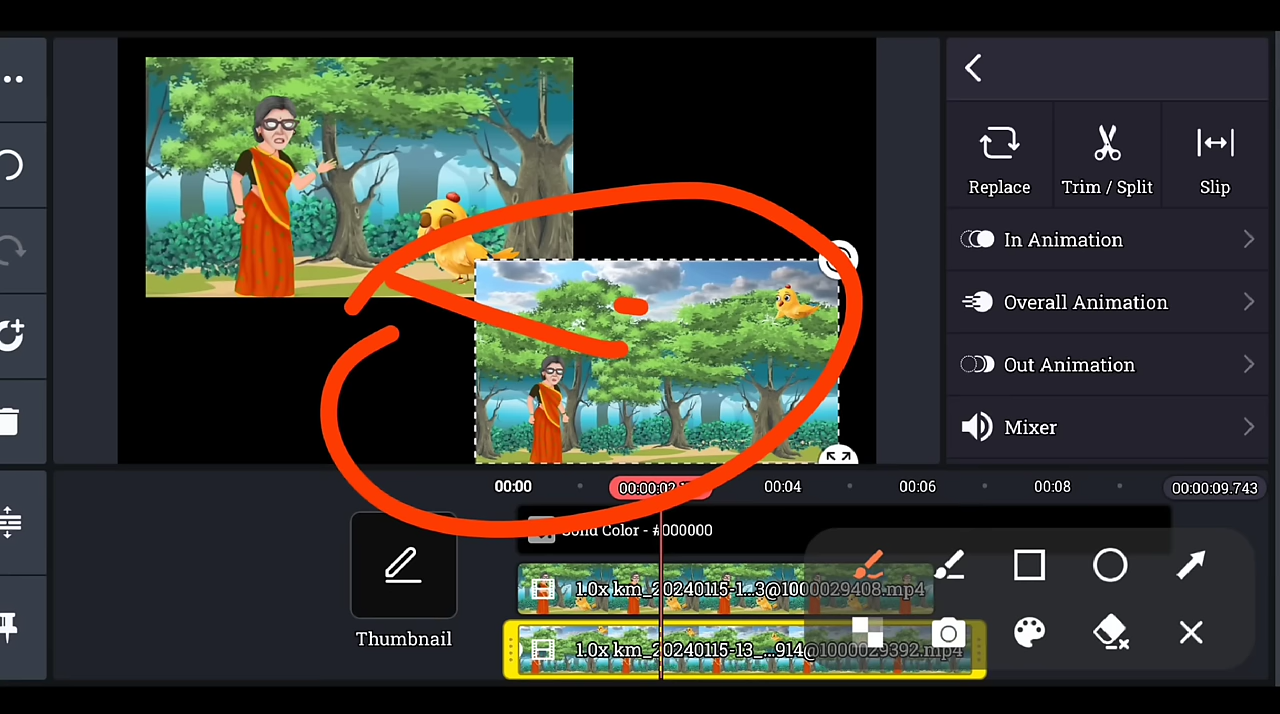 Replace
Trim / Split
Slip
In Animation
Overall Animation
Out Animation
Mixer
00:00
00:04
00:06
00:08
00:00:09.743
Solid Color - #000000
1.0x km_20240115-1...3@1000029408.mp4
Thumbnail
1.0x km_20240115-13_...914@1000029392.mp4